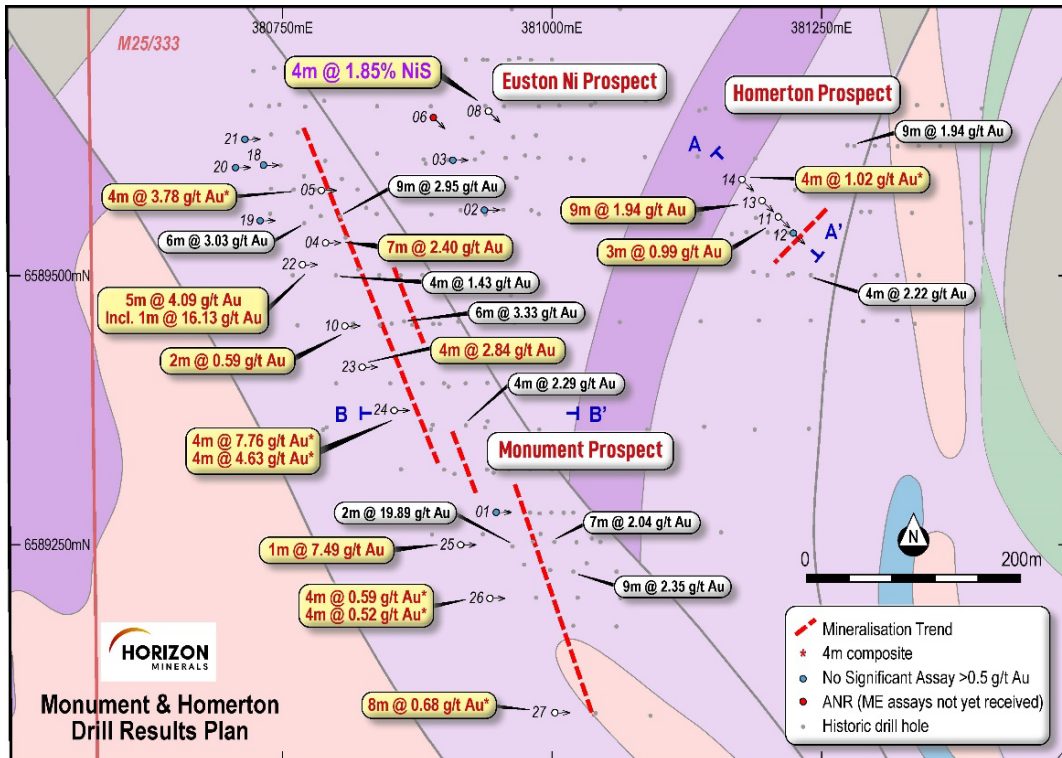 380750mE
381000mE
381250mE
M25/333
4m @ 1.85% NiS
Euston Ni Prospect
Homerton Prospect
08
06
9m @ 1.94 g/t Au
A
21
20
18
03
14
4m @ 3.78 g/t Au*
05
9m @ 2.95 g/t Au
4m @ 1.02 g/t Au*
13
9m @ 1.94 g/t Au
11
19
02
6m @ 3.03 g/t Au
04
7m @ 2.40 g/t Au
3m @ 0.99 g/t Au
12
A'
6589500mN
22
4m @ 1.43 g/t Au
4m @ 2.22 g/t Au
5m @ 4.09 g/t Au
Incl. 1m @ 16.13 g/t Au
6m @ 3.33 g/t Au
10
2m @ 0.59 g/t Au
23
4m @ 2.84 g/t Au
4m @ 2.29 g/t Au
B
24
B'
4m @ 7.76 g/t Au*
4m @ 4.63 g/t Au*
Monument Prospect
2m @ 19.89 g/t Au
01
7m @ 2.04 g/t Au
6589250mN
1m @ 7.49 g/t Au
25
N
0
200m
9m @ 2.35 g/t Au
4m @ 0.59 g/t Au*
4m @ 0.52 g/t Au*
26
HORIZON
MINERALS
Monument & Homerton
Drill Results Plan
8m @ 0.68 g/t Au*
27
Mineralisation Trend
* 4m composite
No Significant Assay >0.5 g/t Au
ANR (ME assays not yet received)
Historic drill hole